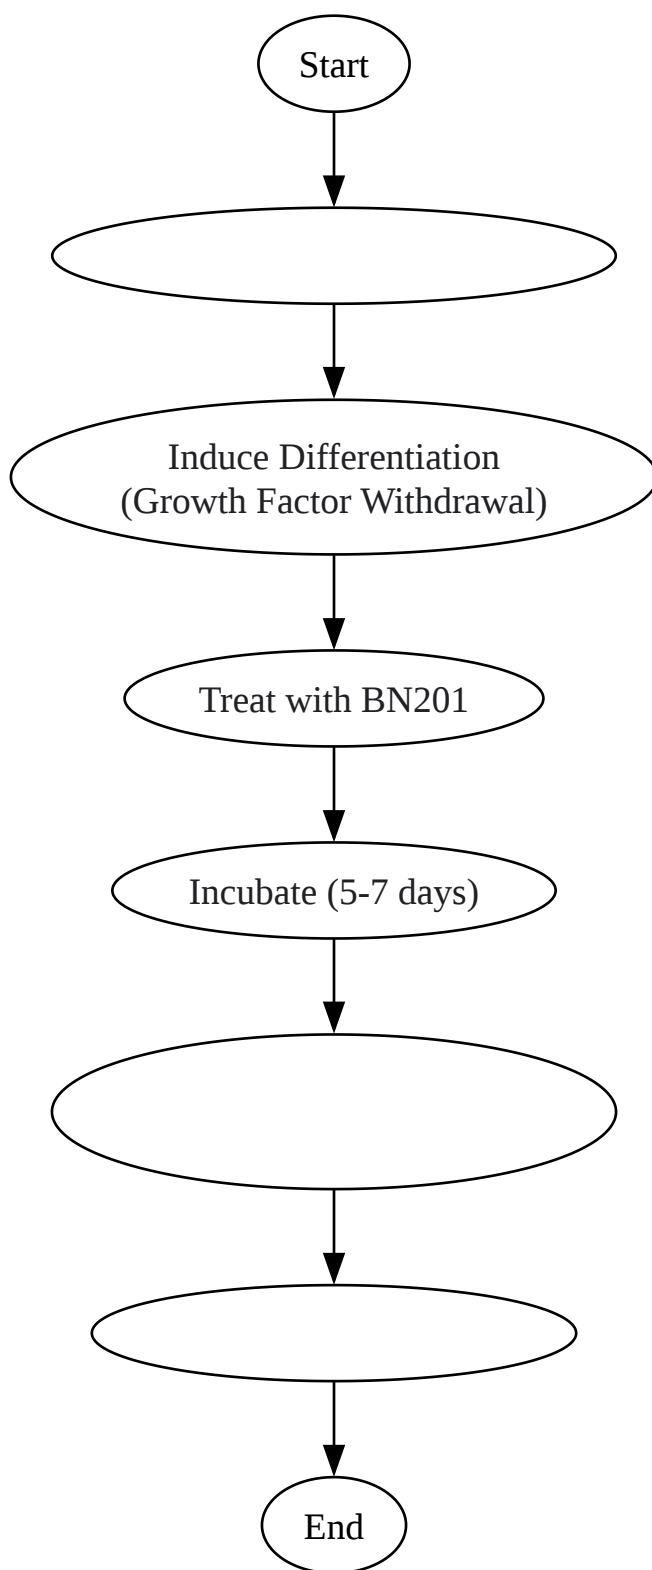 Start
Induce Differentiation
(Growth Factor Withdrawal)
Treat with BN201
Incubate (5-7 days)
End